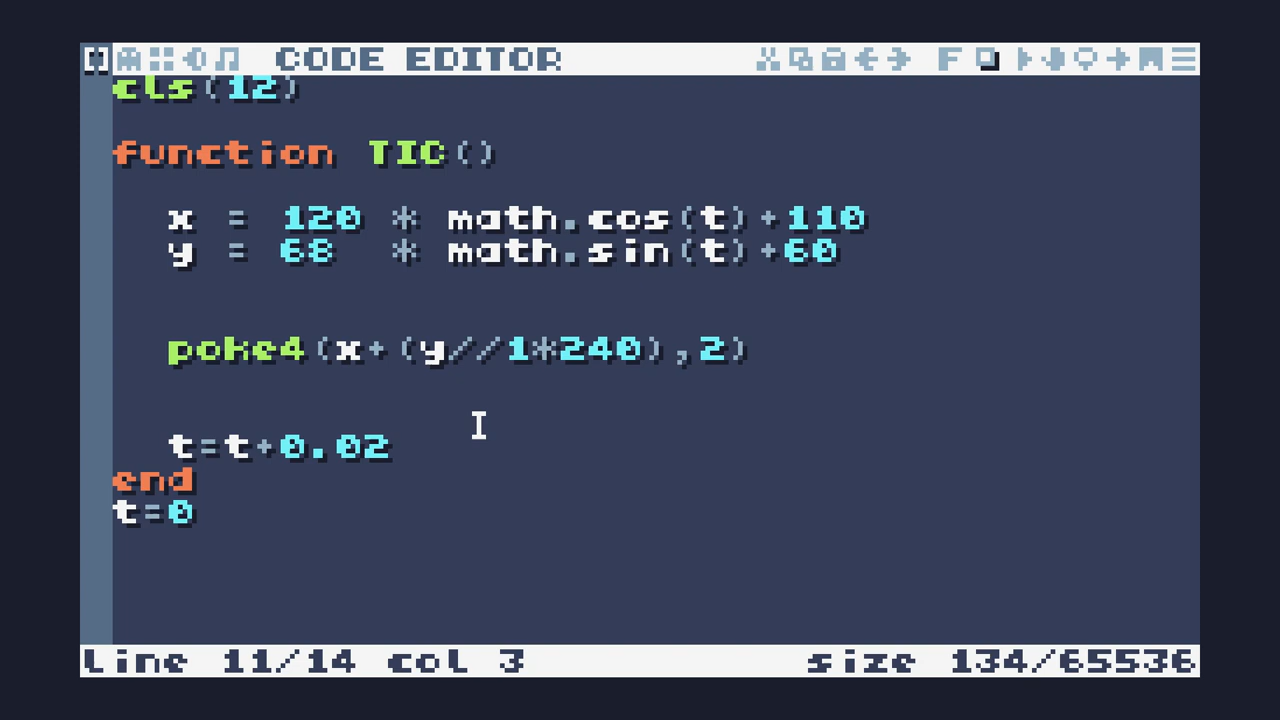 CODE EDITOR
F
cls(12)
function TIC()
x = 120 * math.cos(t)+110
y = 68 * math.sin(t)+60
poke4(x+(y//1*240),2)
t=t+0.02
end
t=0
line 11/14 col 3
size 134/65536